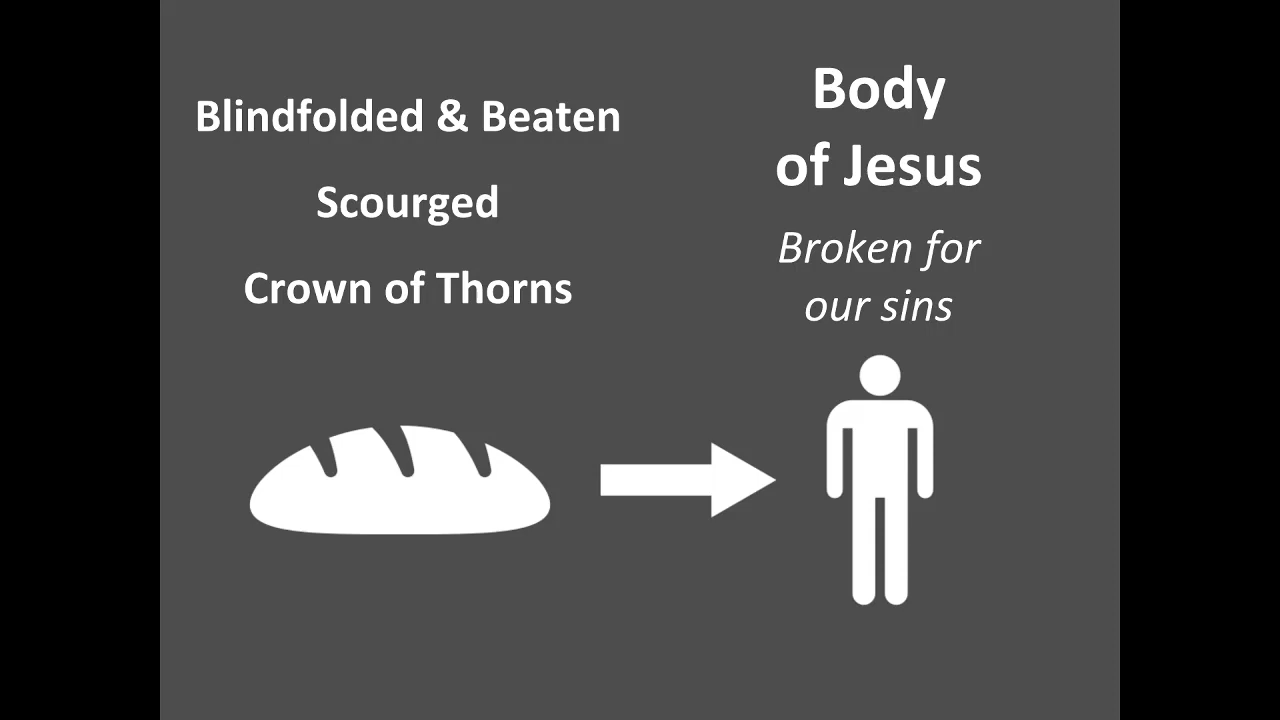 Blindfolded & Beaten
Scourged
Crown of Thorns
Body
of Jesus
Broken for
our sins